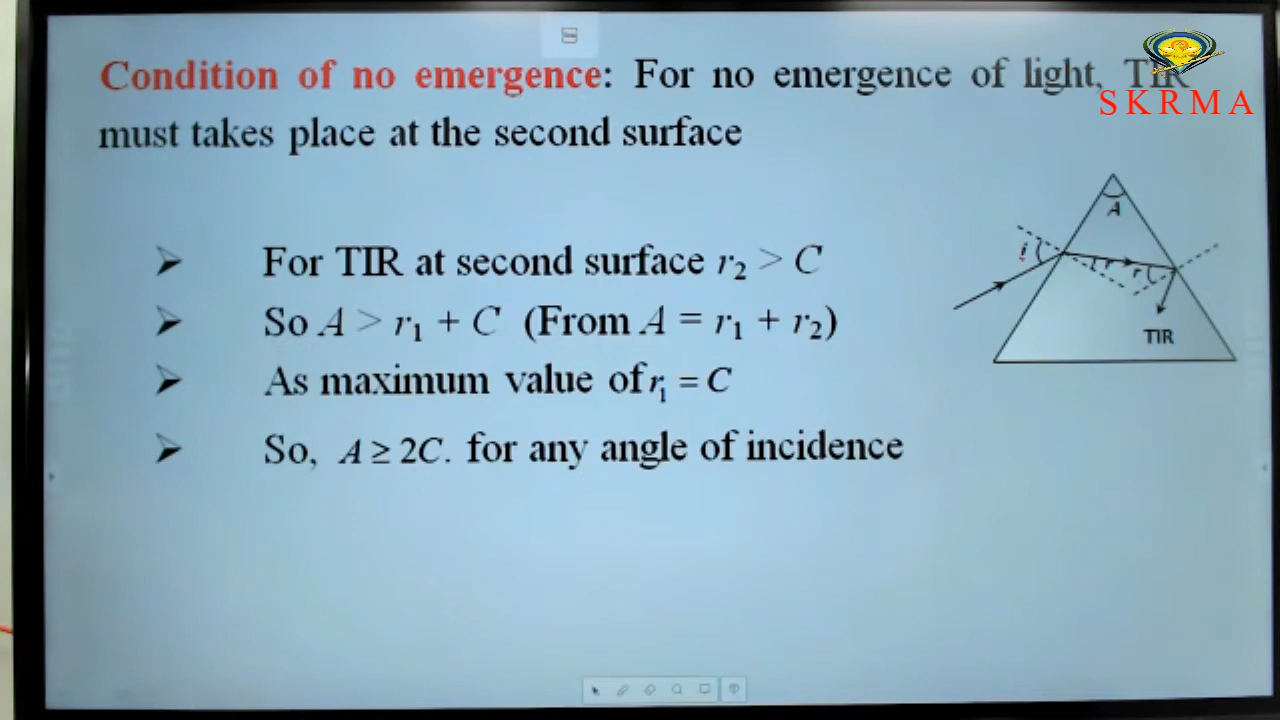 Condition of no emergence: For no emergence of light, TIR
SKRMA
must takes place at the second surface
A
i
r
r
TIR
➢ For TIR at second surface r₂ > C
➢ So A > r₁ + C (From A = r₁ + r₂)
➢ As maximum value of r₁ = C
➢ So, A ≥ 2C. for any angle of incidence